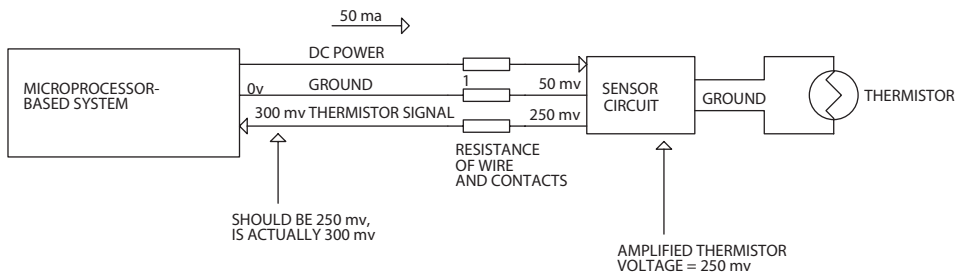 50 ma
DC POWER
MICROPROCESSOR-
BASED SYSTEM
0v
GROUND
1
50 mv
SENSOR
CIRCUIT
GROUND
THERMISTOR
300 mv THERMISTOR SIGNAL
250 mv
RESISTANCE
OF WIRE
AND CONTACTS
SHOULD BE 250 mv,
IS ACTUALLY 300 mv
AMPLIFIED THERMISTOR
VOLTAGE = 250 mv